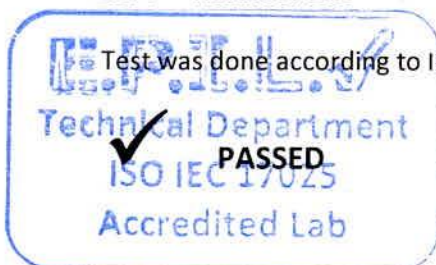 E.P.I.L.
Test was done according to I
Technical Department
PASSED
ISO IEC 17025
Accredited Lab